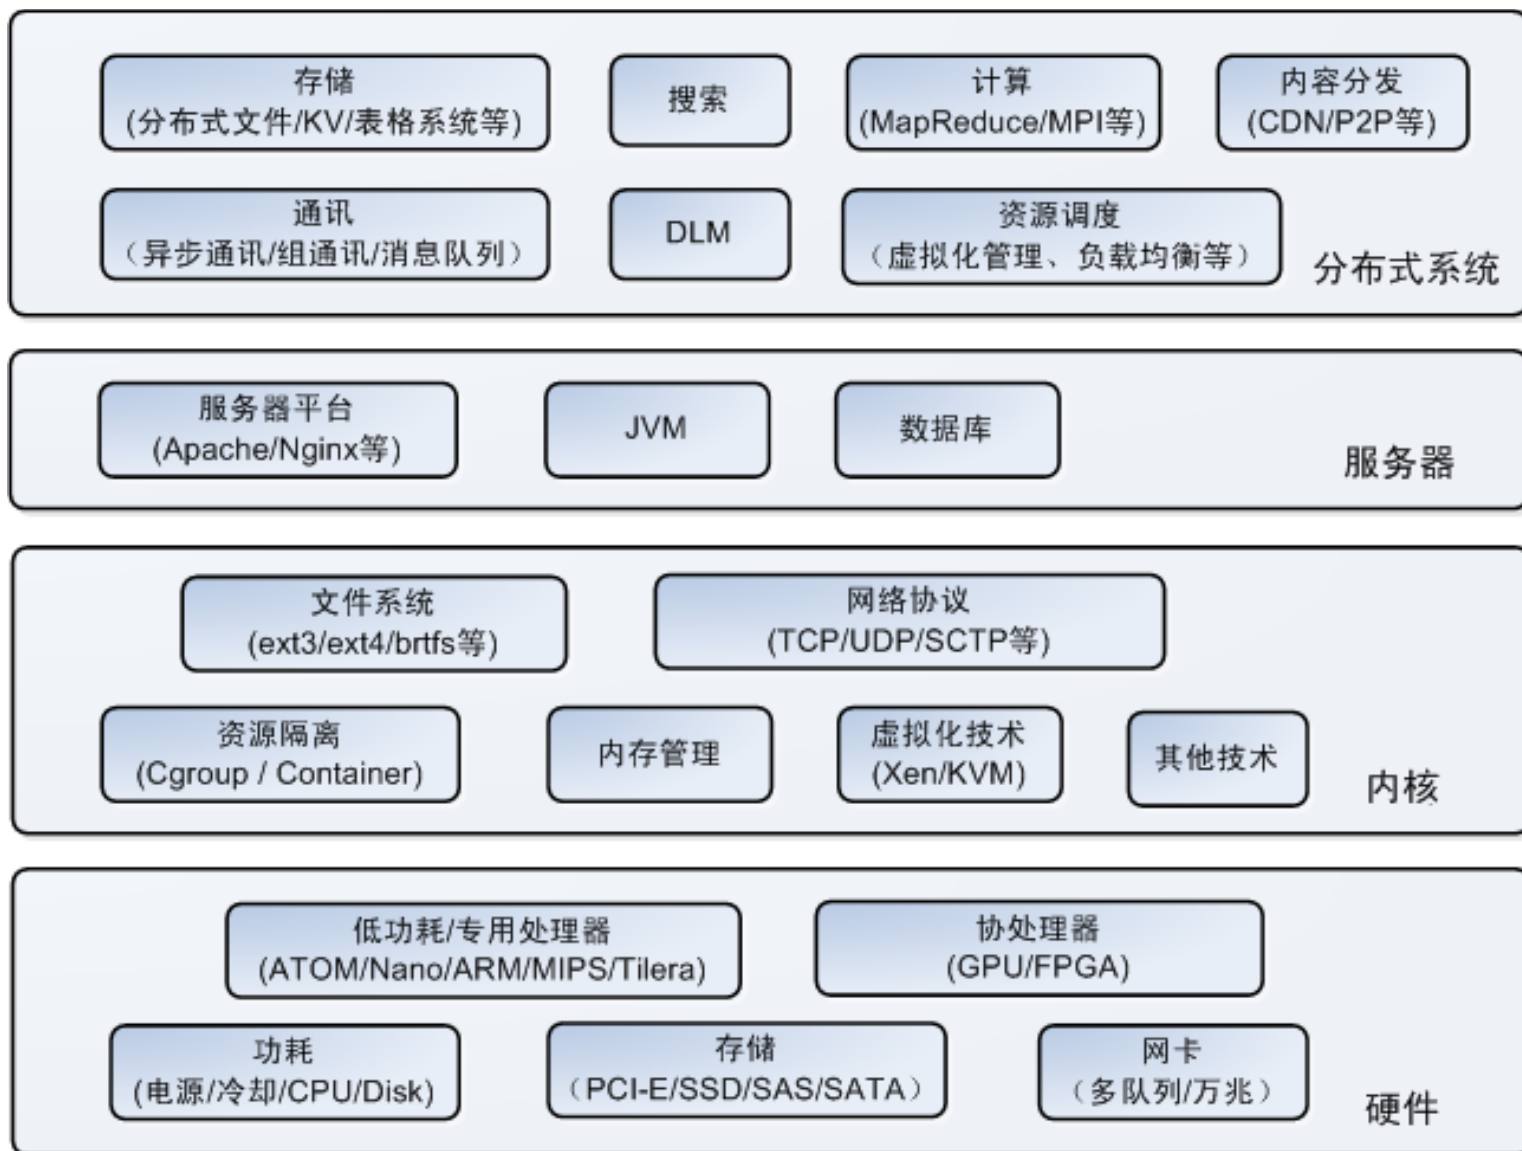 存储
(分布式文件/KV/表格系统等)
搜索
计算
(MapReduce/MPI等)
内容分发
(CDN/P2P等)
通讯
（异步通讯/组通讯/消息队列）
DLM
资源调度
（虚拟化管理、负载均衡等）
分布式系统
服务器平台
(Apache/Nginx等)
JVM
数据库
服务器
文件系统
(ext3/ext4/brtfs等)
网络协议
(TCP/UDP/SCTP等)
资源隔离
(Cgroup / Container)
内存管理
虚拟化技术
(Xen/KVM)
其他技术
内核
低功耗/专用处理器
(ATOM/Nano/ARM/MIPS/Tilera)
协处理器
(GPU/FPGA)
功耗
(电源/冷却/CPU/Disk)
存储
（PCI-E/SSD/SAS/SATA）
网卡
（多队列/万兆）
硬件